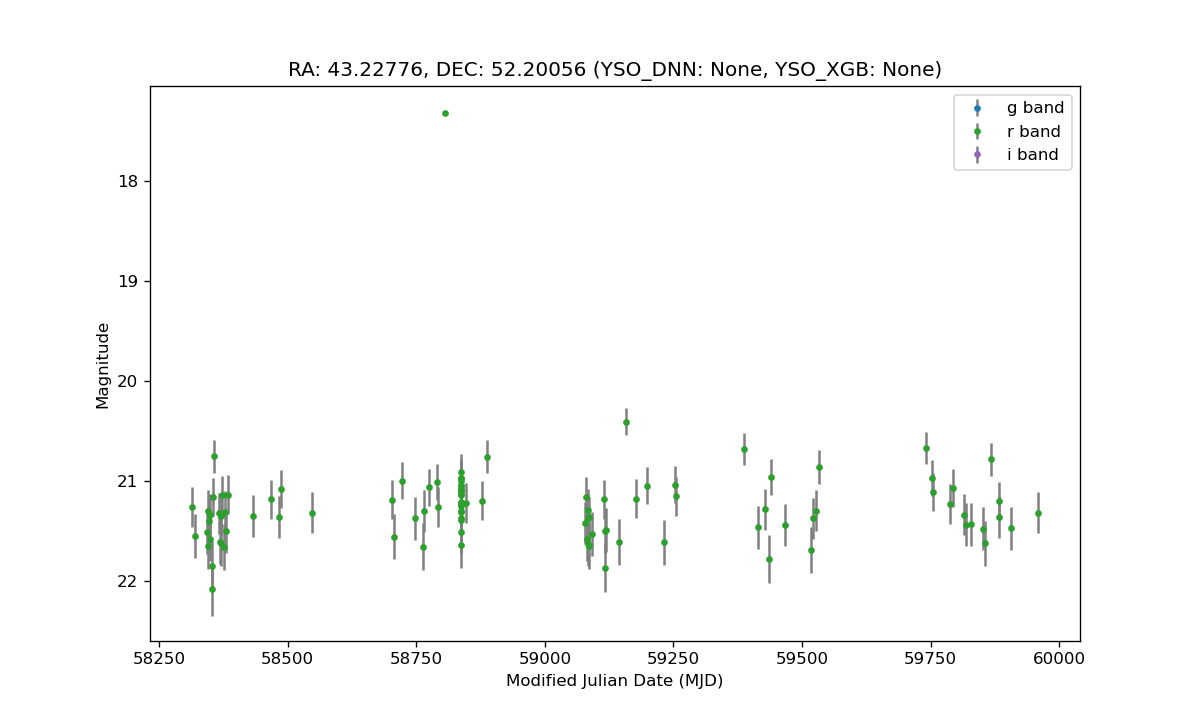 RA: 43.22776, DEC: 52.20056 (YSO_DNN: None, YSO_XGB: None)
g band
r band
i band
18
19
20
21
22
Magnitude
58250 58500 58750 59000 59250 59500 59750 60000
Modified Julian Date (MJD)